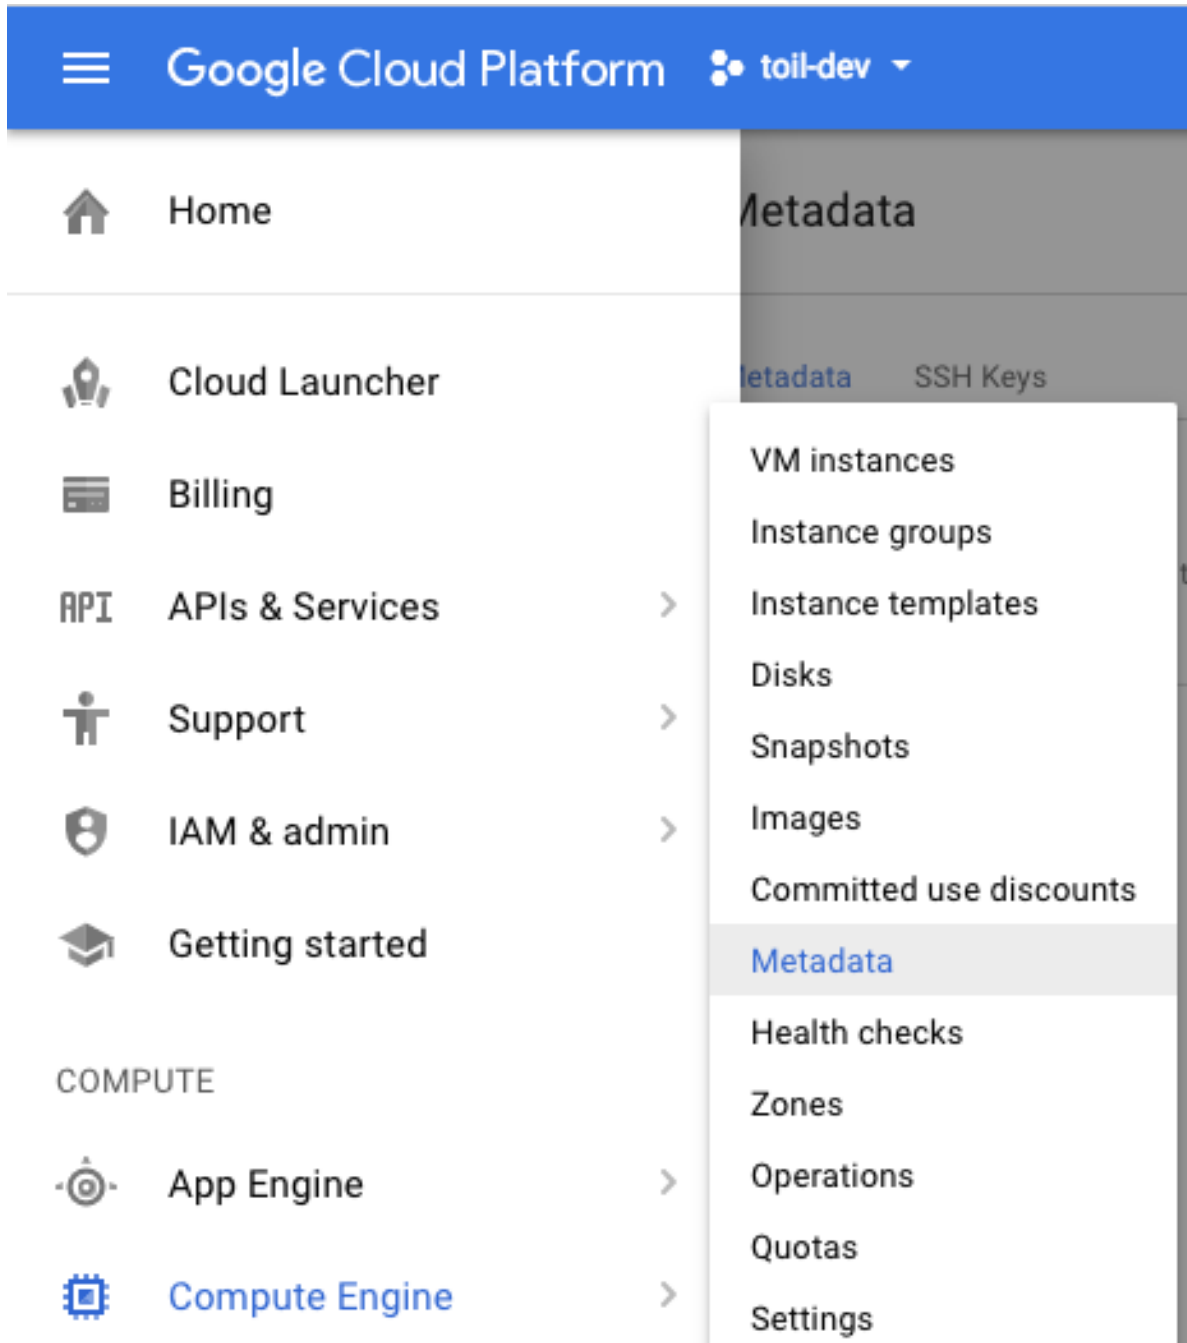 Google Cloud Platform toil-dev
Home
Cloud Launcher
Billing
API APIs & Services
Support
IAM & admin
Getting started
COMPUTE
App Engine
Compute Engine
Metadata
Metadata SSH Keys
VM instances
Instance groups
Instance templates
Disks
Snapshots
Images
Committed use discounts
Metadata
Health checks
Zones
Operations
Quotas
Settings